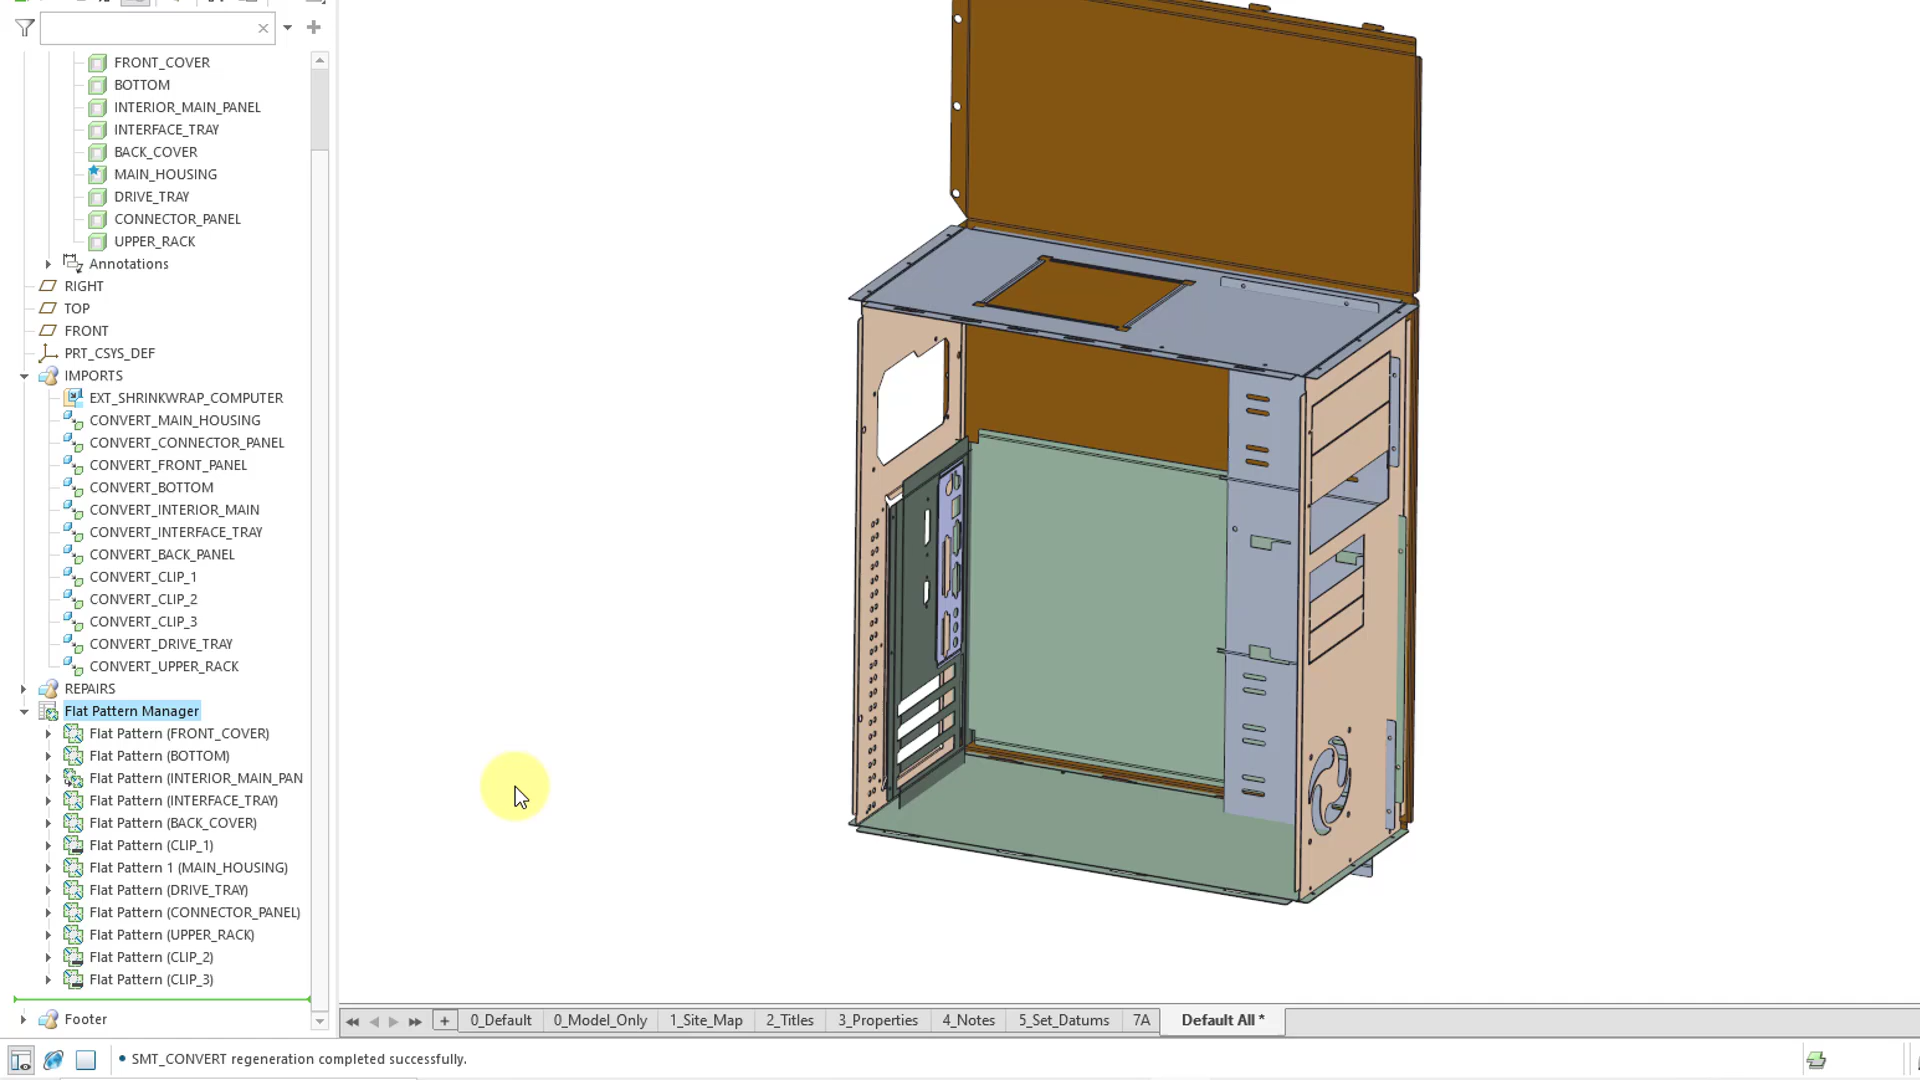 FRONT_COVER
BOTTOM
INTERIOR_MAIN_PANEL
INTERFACE_TRAY
BACK_COVER
MAIN_HOUSING
DRIVE_TRAY
CONNECTOR_PANEL
UPPER_RACK
Annotations
RIGHT
TOP
FRONT
PRT_CSYS_DEF
IMPORTS
EXT_SHRINKWRAP_COMPUTER
CONVERT_MAIN_HOUSING
CONVERT_CONNECTOR_PANEL
CONVERT_FRONT_PANEL
CONVERT_BOTTOM
CONVERT_INTERIOR_MAIN
CONVERT_INTERFACE_TRAY
CONVERT_BACK_PANEL
CONVERT_CLIP_1
CONVERT_CLIP_2
CONVERT_CLIP_3
CONVERT_DRIVE_TRAY
CONVERT_UPPER_RACK
REPAIRS
Flat Pattern Manager
Flat Pattern (FRONT_COVER)
Flat Pattern (BOTTOM)
Flat Pattern (INTERIOR_MAIN_PAN
Flat Pattern (INTERFACE_TRAY)
Flat Pattern (BACK_COVER)
Flat Pattern (CLIP_1)
Flat Pattern 1 (MAIN_HOUSING)
Flat Pattern (DRIVE_TRAY)
Flat Pattern (CONNECTOR_PANEL)
Flat Pattern (UPPER_RACK)
Flat Pattern (CLIP_2)
Flat Pattern (CLIP_3)
Footer
0_Default 0_Model_Only 1_Site_Map 2_Titles 3_Properties 4_Notes 5_Set_Datums 7A Default All *
• SMT_CONVERT regeneration completed successfully.